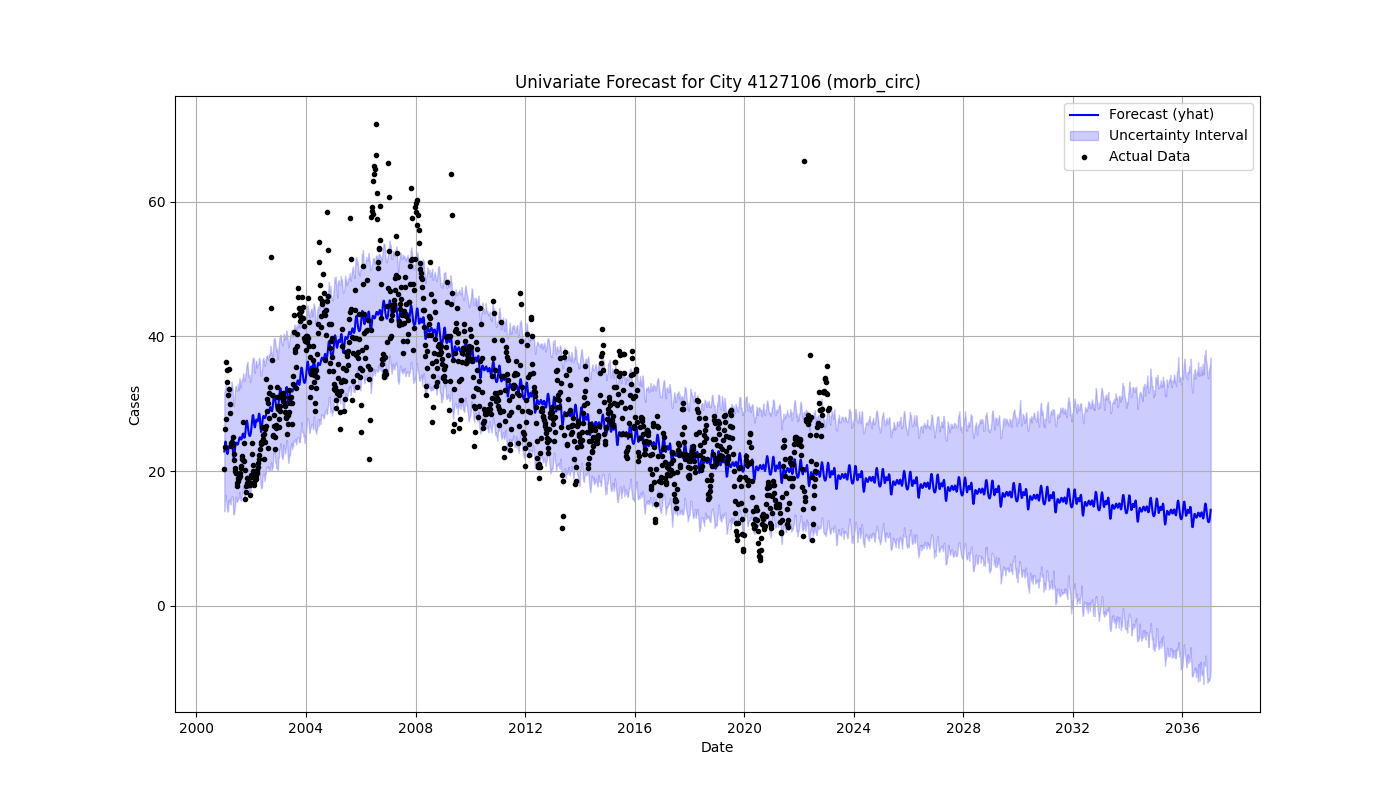 Univariate Forecast for City 4127106 (morb_circ)
Forecast (yhat)
Uncertainty Interval
Actual Data
Cases
60
40
20
0
2000 2004 2008 2012 2016 2020 2024 2028 2032 2036
Date